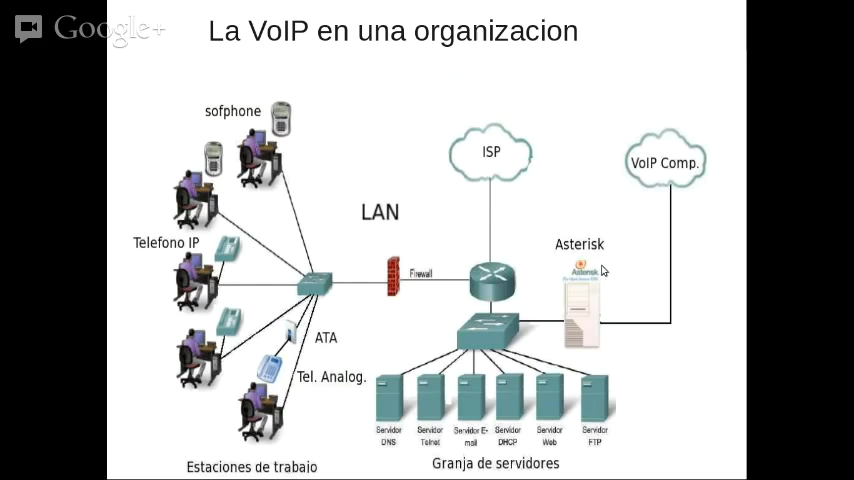 Google+
La VoIP en una organizacion
sofphone
ISP
VoIP Comp.
LAN
Telefono IP
Asterisk
Asterisk
Firewall
ATA
Tel. Analog.
Servidor DNS
Servidor Telnet
Servidor E-mail
Servidor DHCP
Servidor Web
Servidor FTP
Estaciones de trabajo
Granja de servidores